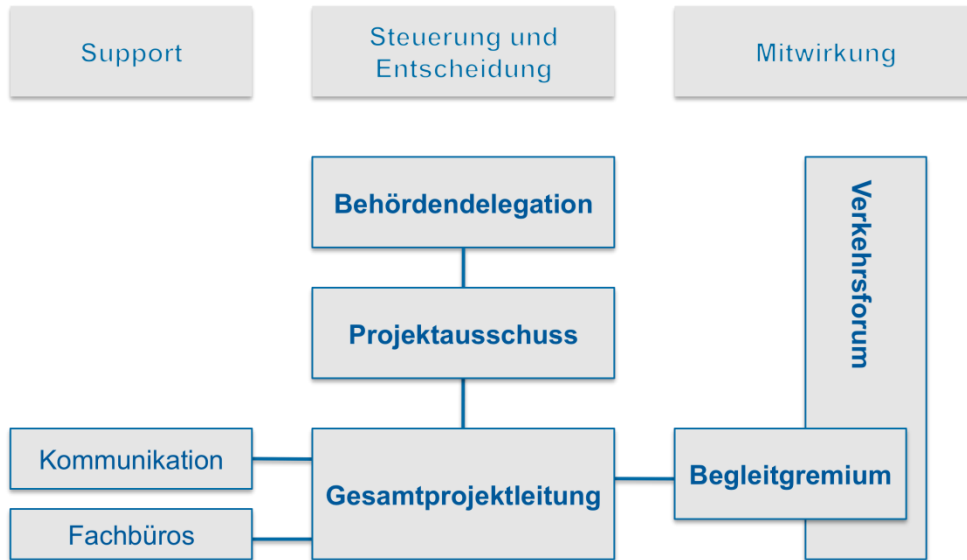 Support
Steuerung und
Entscheidung
Mitwirkung
Behördendelegation
Verkehrsforum
Projektausschuss
Kommunikation
Gesamtprojektleitung
Begleitgremium
Fachbüros